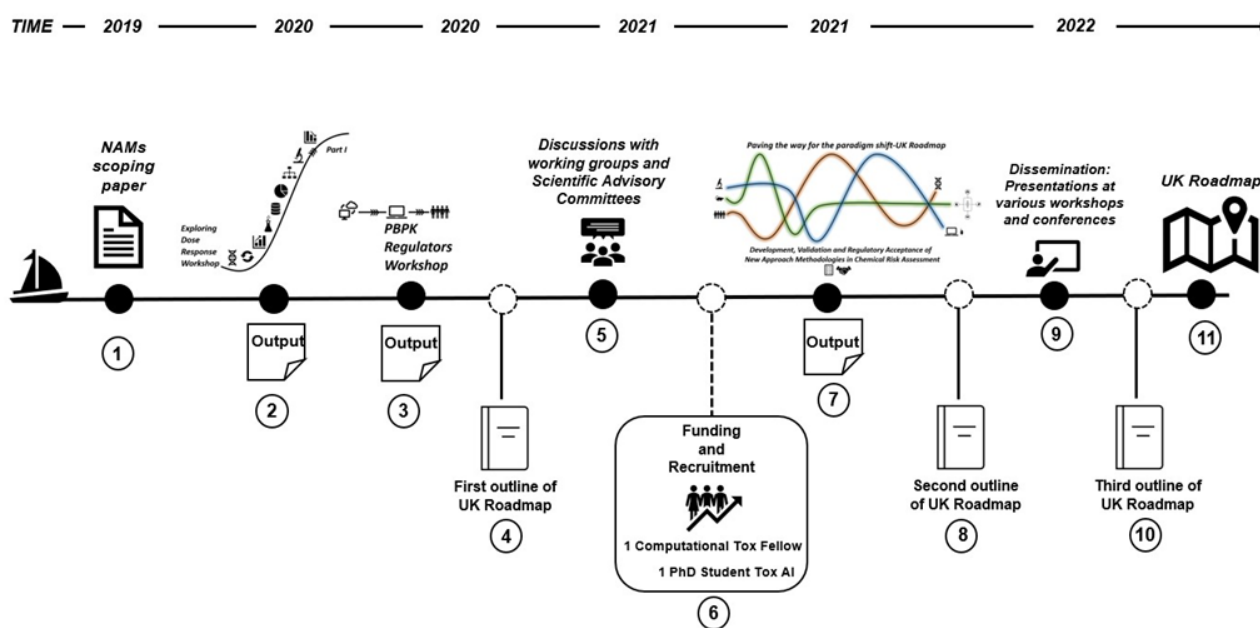 TIME
2019
2020
2020
2021
2021
2022
NAMs
scoping
paper
Exploring
Dose
Response
Workshop
Part I
PBPK
Regulators
Workshop
Discussions with
working groups and
Scientific Advisory
Committees
Paving the way for the paradigm shift-UK Roadmap
Development, Validation and Regulatory Acceptance of
New Approach Methodologies in Chemical Risk Assessment
Dissemination:
Presentations at
various workshops
and conferences
UK Roadmap
1
Output
2
Output
3
First outline of
UK Roadmap
4
5
Funding
and
Recruitment
1 Computational Tox Fellow
1 PhD Student Tox AI
6
Output
7
Second outline
of UK Roadmap
8
9
Third outline of
UK Roadmap
10
11